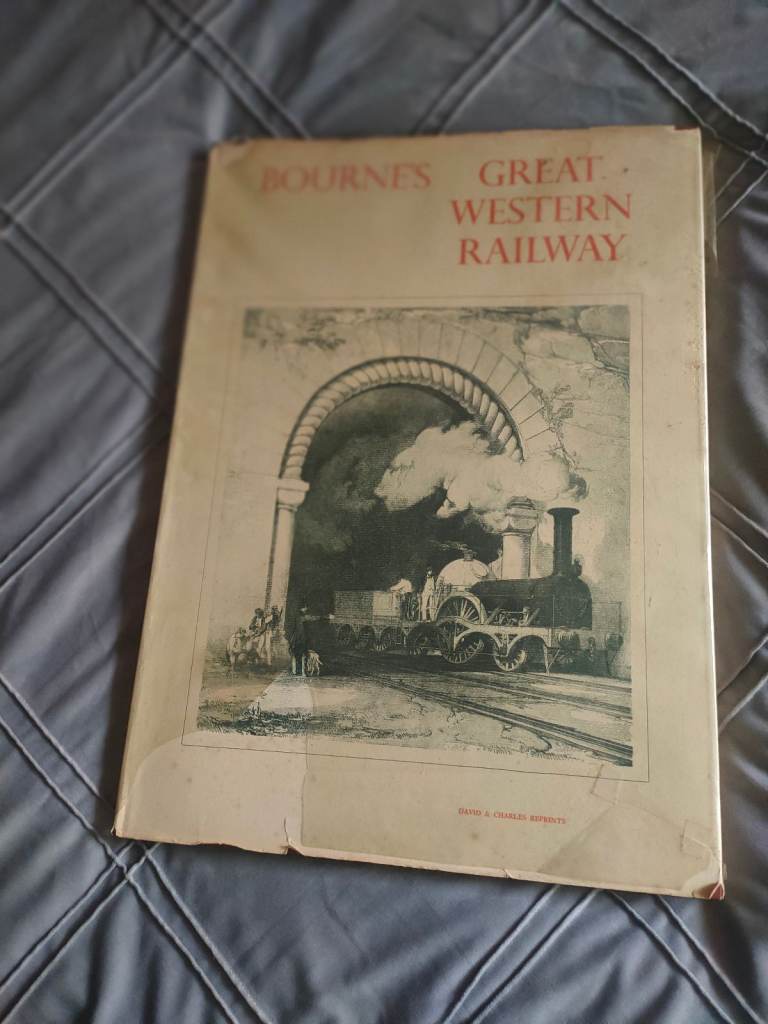 BOURNE'S GREAT
WESTERN
RAILWAY
DAVID & CHARLES REPRINTS